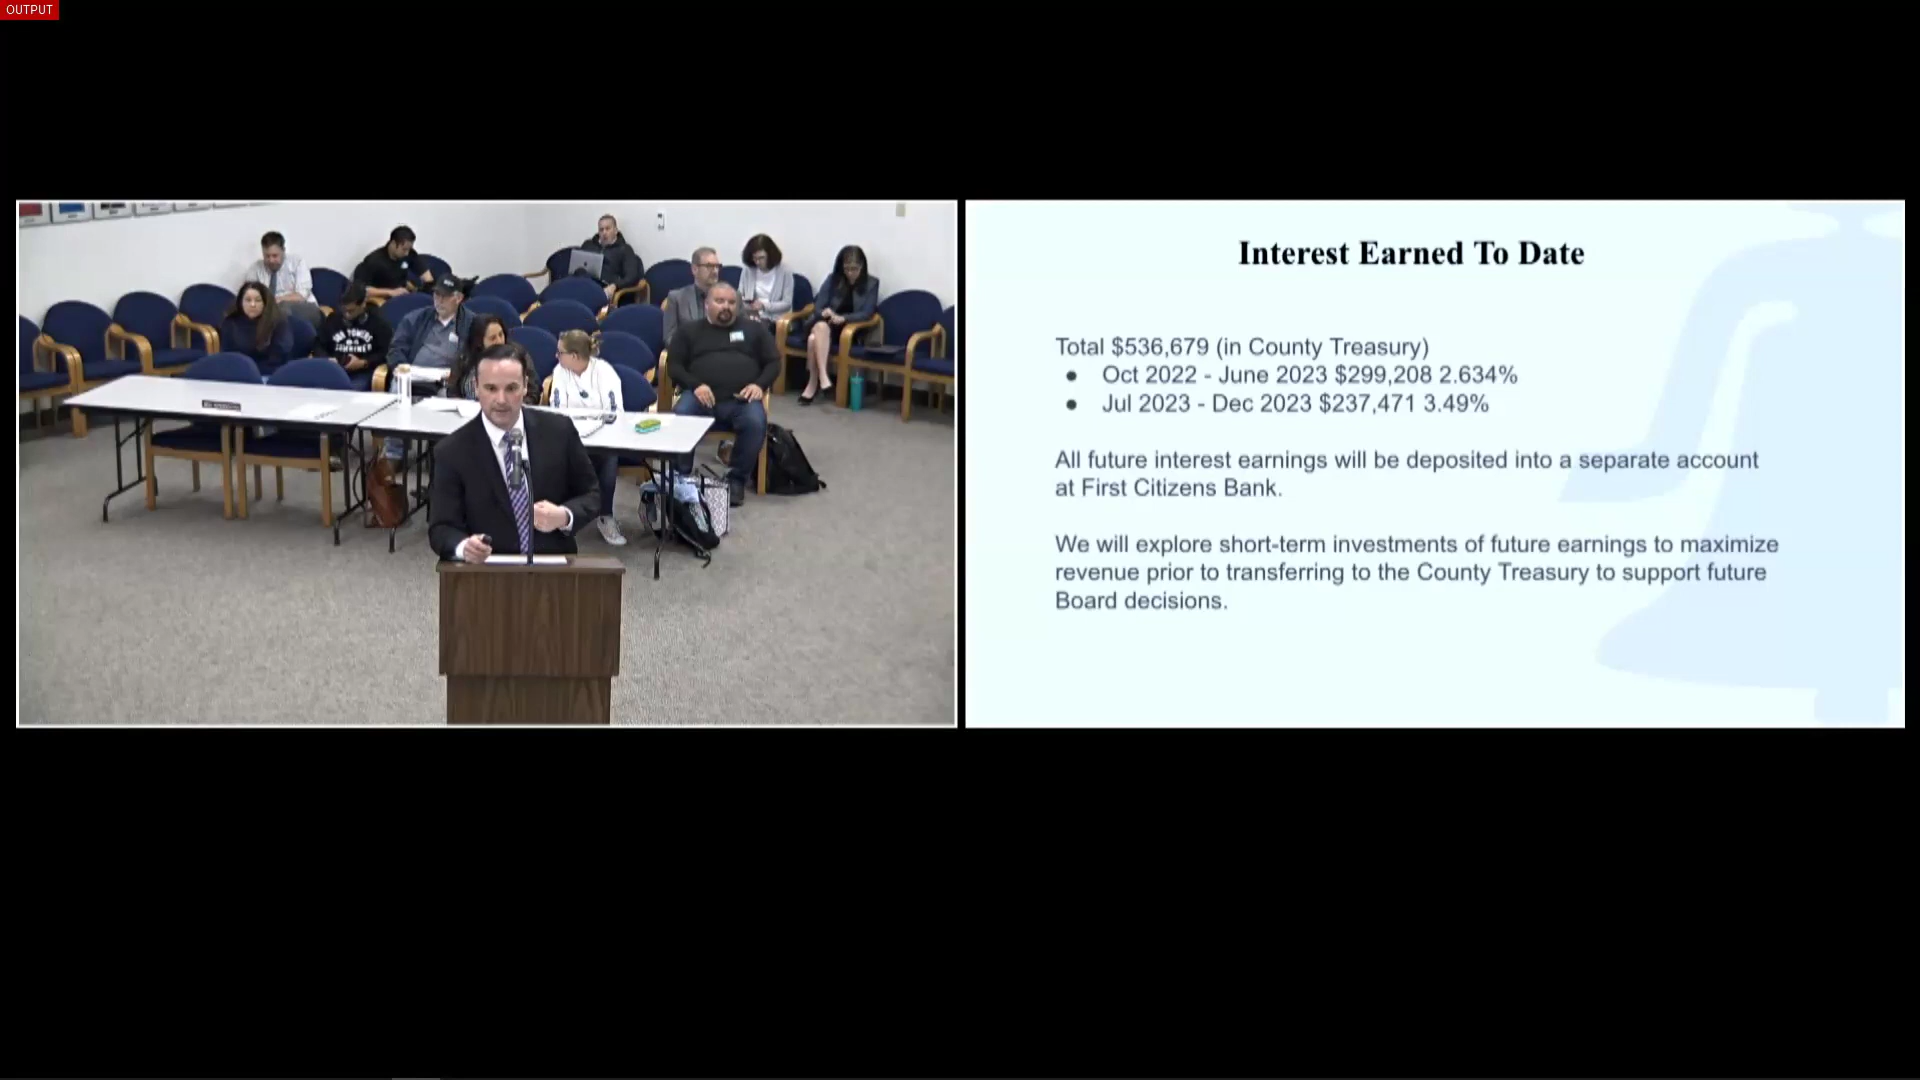 OUTPUT
Interest Earned To Date
Total $536,679 (in County Treasury)
● Oct 2022 - June 2023 $299,208 2.634%
● Jul 2023 - Dec 2023 $237,471 3.49%
All future interest earnings will be deposited into a separate account
at First Citizens Bank.
We will explore short-term investments of future earnings to maximize
revenue prior to transferring to the County Treasury to support future
Board decisions.